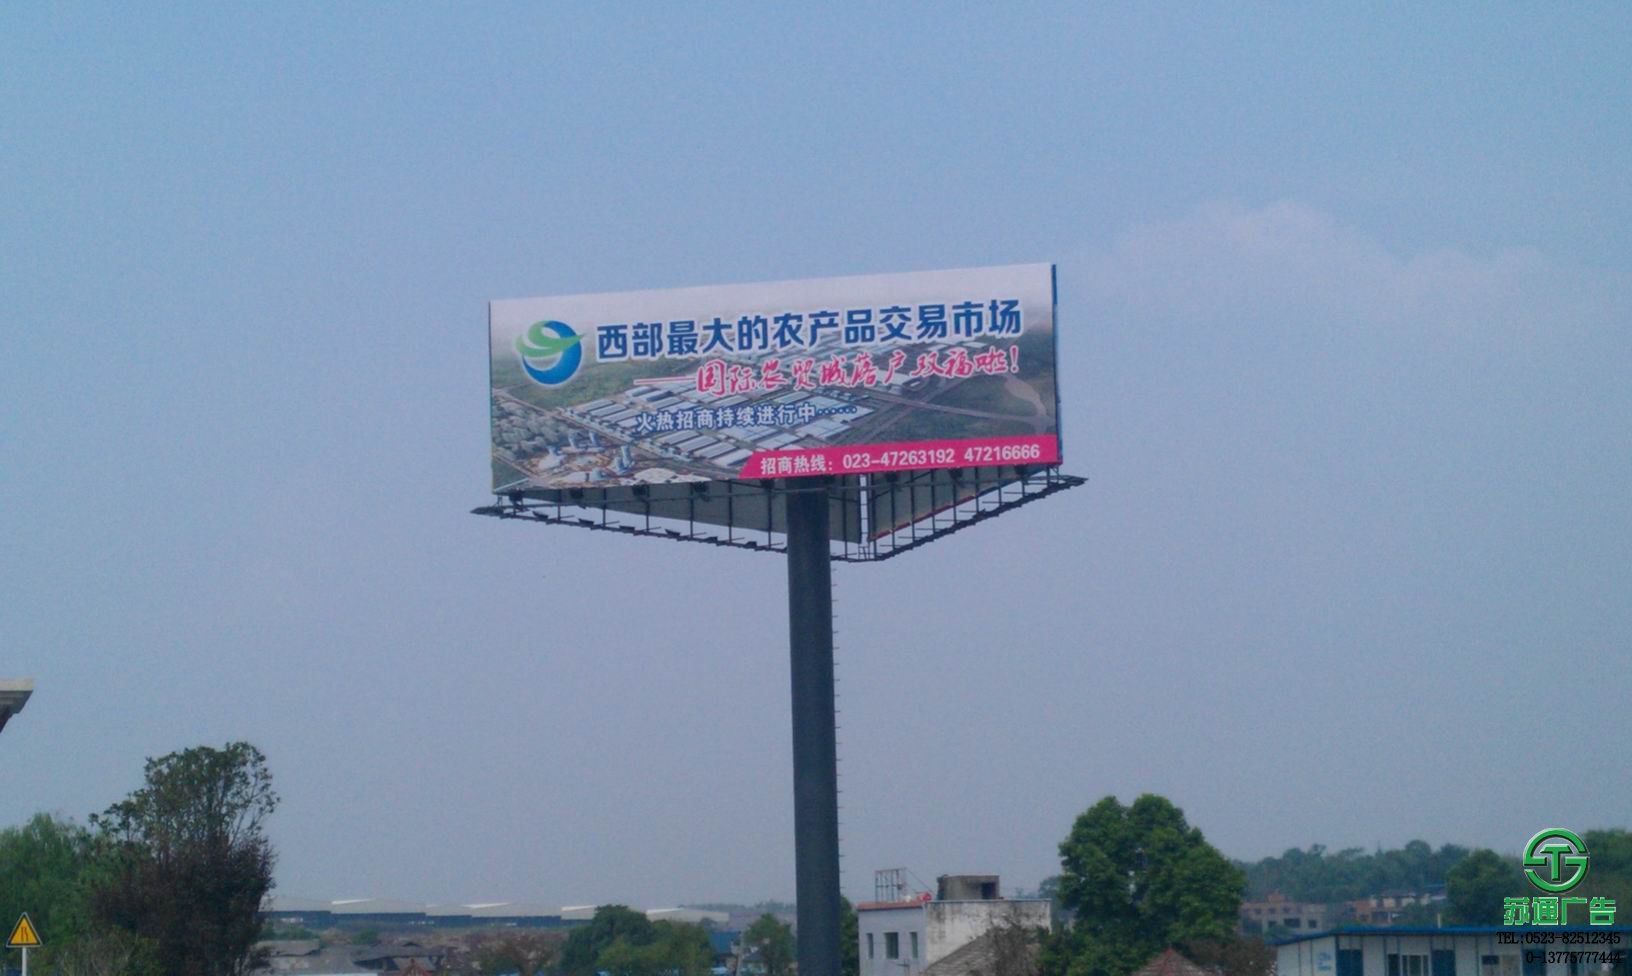 西部最大的农产品交易市场
——国际农贸城落户双福啦！
火热招商持续进行中……
招商热线：023-47263192 47216666
苏通广告
TEL:0523-82512345
0-13775777444